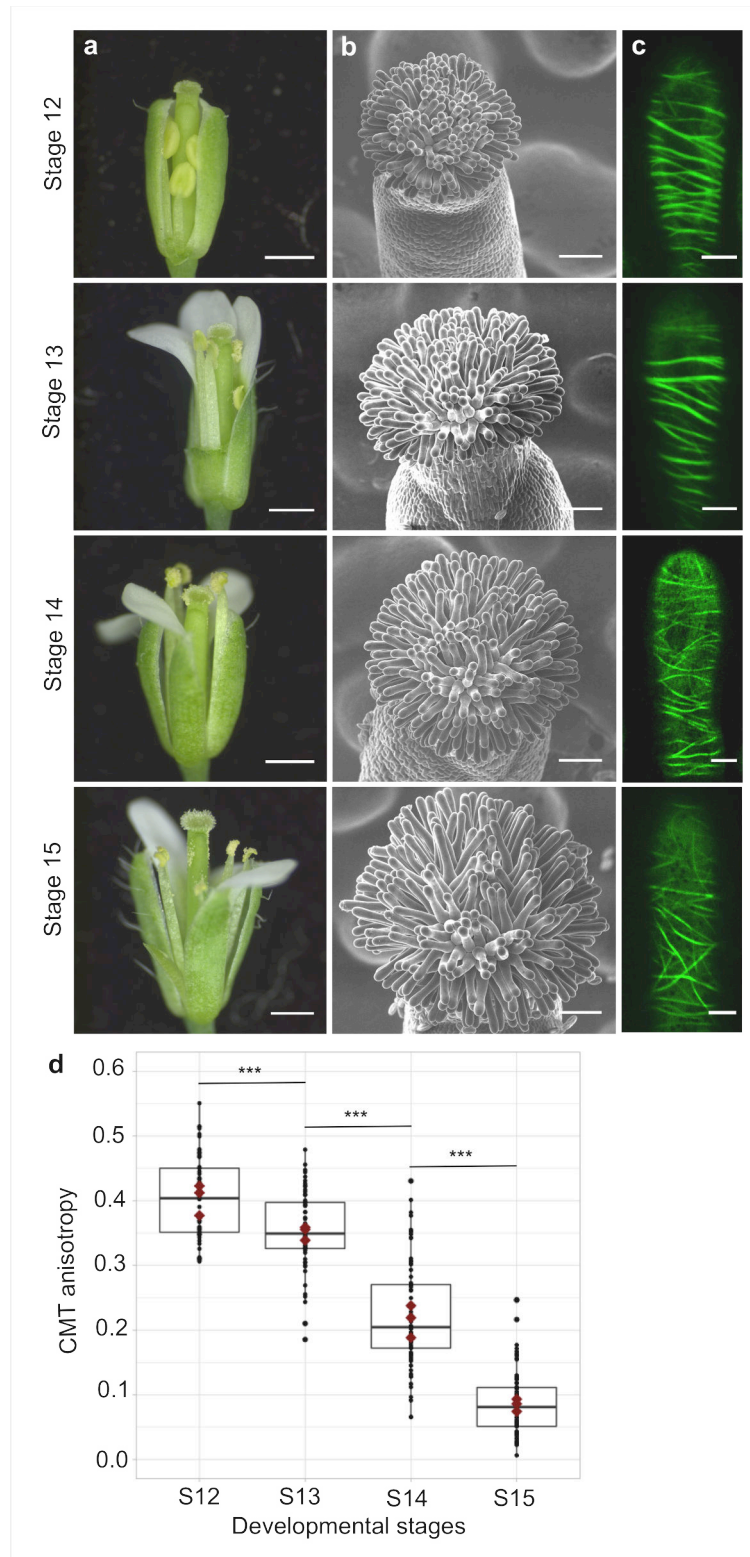 a
b
c
Stage 12
Stage 13
Stage 14
Stage 15
d
0.6
0.5
0.4
0.3
0.2
0.1
0.0
CMT anisotropy
***
***
***
S12
S13
S14
S15
Developmental stages